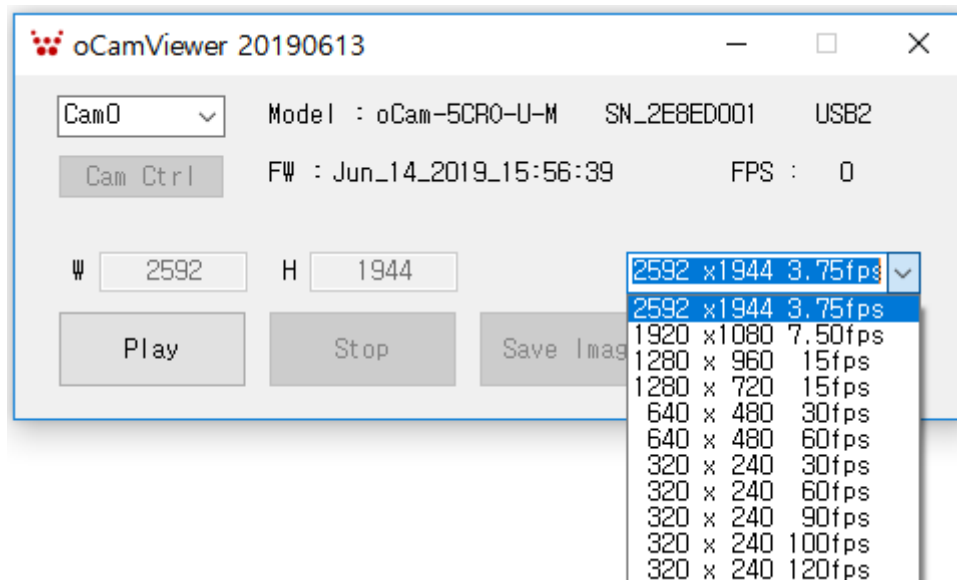 oCamViewer 20190613
Cam0 Model : oCam-5CRO-U-M SN_2E8ED001 USB2
Cam Ctrl FW : Jun_14_2019_15:56:39 FPS : 0
W 2592 H 1944 2592 x1944 3.75fps
2592 x1944 3.75fps
1920 x1080 7.50fps
Play Stop Save Imag
1280 x 960 15fps
1280 x 720 15fps
640 x 480 30fps
640 x 480 60fps
320 x 240 30fps
320 x 240 60fps
320 x 240 90fps
320 x 240 100fps
320 x 240 120fps